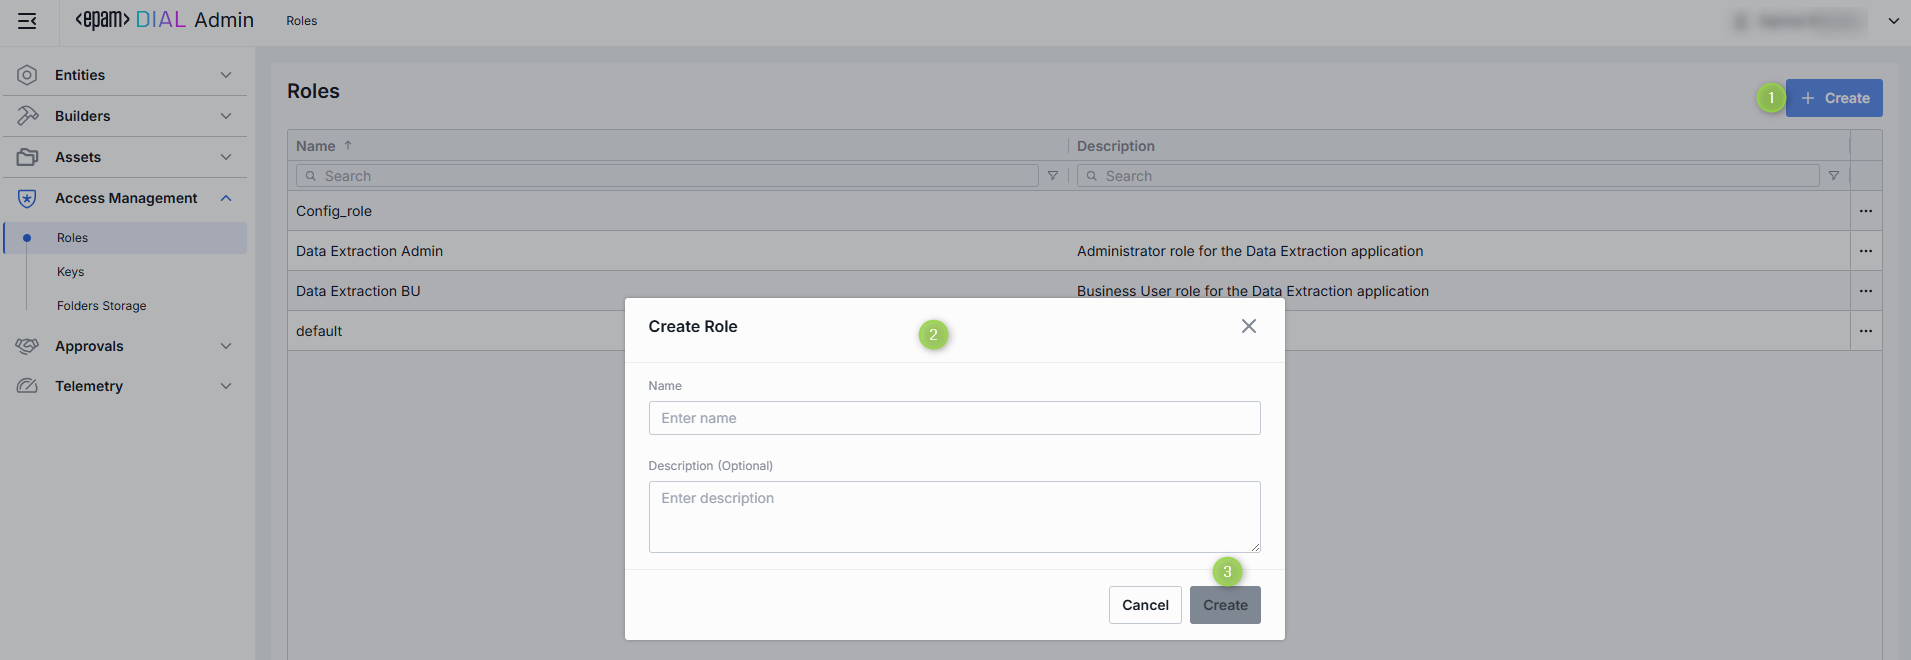 <epam> DIAL Admin
Roles
Entities
Builders
Assets
Access Management
Roles
Keys
Folders Storage
Approvals
Telemetry
Roles
1
+ Create
Name ↑
Description
Search
Search
Config_role
Data Extraction Admin
Administrator role for the Data Extraction application
Data Extraction BU
Business User role for the Data Extraction application
default
Create Role
2
Name
Enter name
Description (Optional)
Enter description
3
Cancel
Create